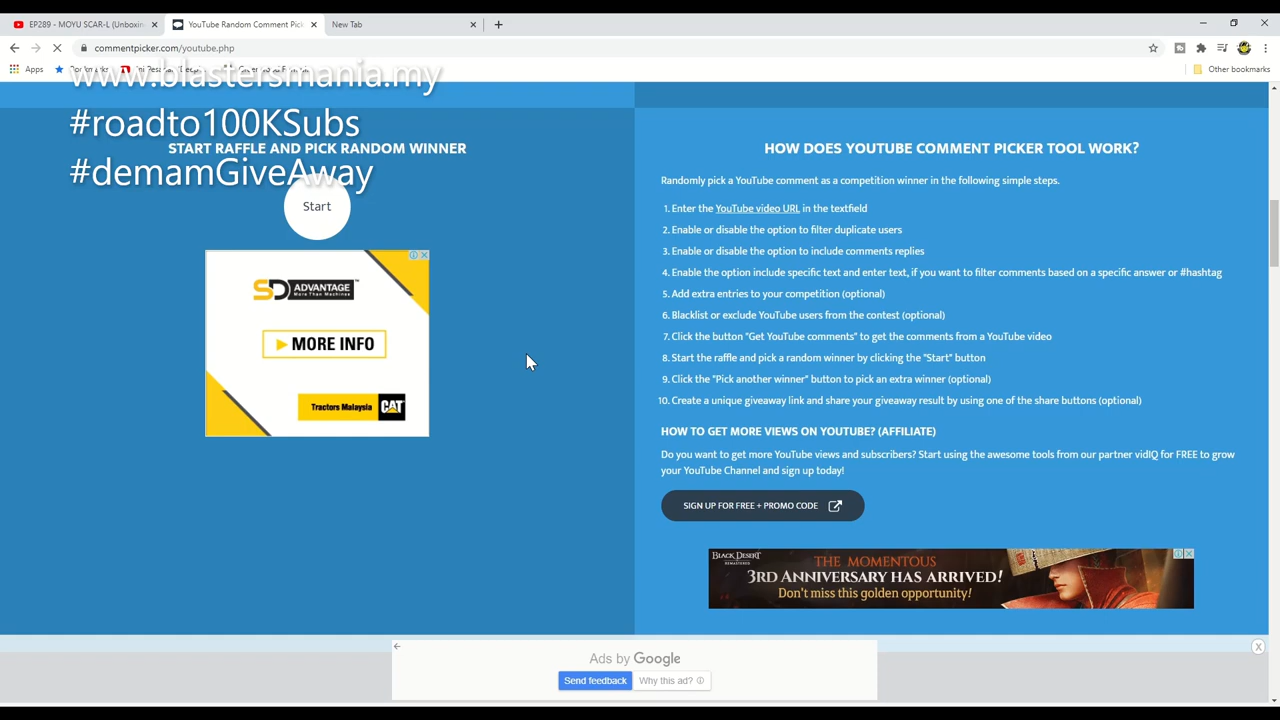 EP289 - MOYU SCAR-L (Unboxin
YouTube Random Comment Pick
New Tab
commentpicker.com/youtube.php
Apps
Other bookmarks
www.blastersmania.my
#roadto100KSubs
#demamGiveAway
START RAFFLE AND PICK RANDOM WINNER
Start
SD ADVANTAGE™
More Than Machines
MORE INFO
Tractors Malaysia CAT
HOW DOES YOUTUBE COMMENT PICKER TOOL WORK?
Randomly pick a YouTube comment as a competition winner in the following simple steps.
1. Enter the YouTube video URL in the textfield
2. Enable or disable the option to filter duplicate users
3. Enable or disable the option to include comments replies
4. Enable the option include specific text and enter text, if you want to filter comments based on a specific answer or #hashtag
5. Add extra entries to your competition (optional)
6. Blacklist or exclude YouTube users from the contest (optional)
7. Click the button "Get YouTube comments" to get the comments from a YouTube video
8. Start the raffle and pick a random winner by clicking the "Start" button
9. Click the "Pick another winner" button to pick an extra winner (optional)
10. Create a unique giveaway link and share your giveaway result by using one of the share buttons (optional)
HOW TO GET MORE VIEWS ON YOUTUBE? (AFFILIATE)
Do you want to get more YouTube views and subscribers? Start using the awesome tools from our partner vidIQ for FREE to grow
your YouTube Channel and sign up today!
SIGN UP FOR FREE + PROMO CODE
BLACK DESERT
REMASTERED
THE MOMENTOUS
3RD ANNIVERSARY HAS ARRIVED!
Don't miss this golden opportunity!
Ads by Google
Send feedback
Why this ad?